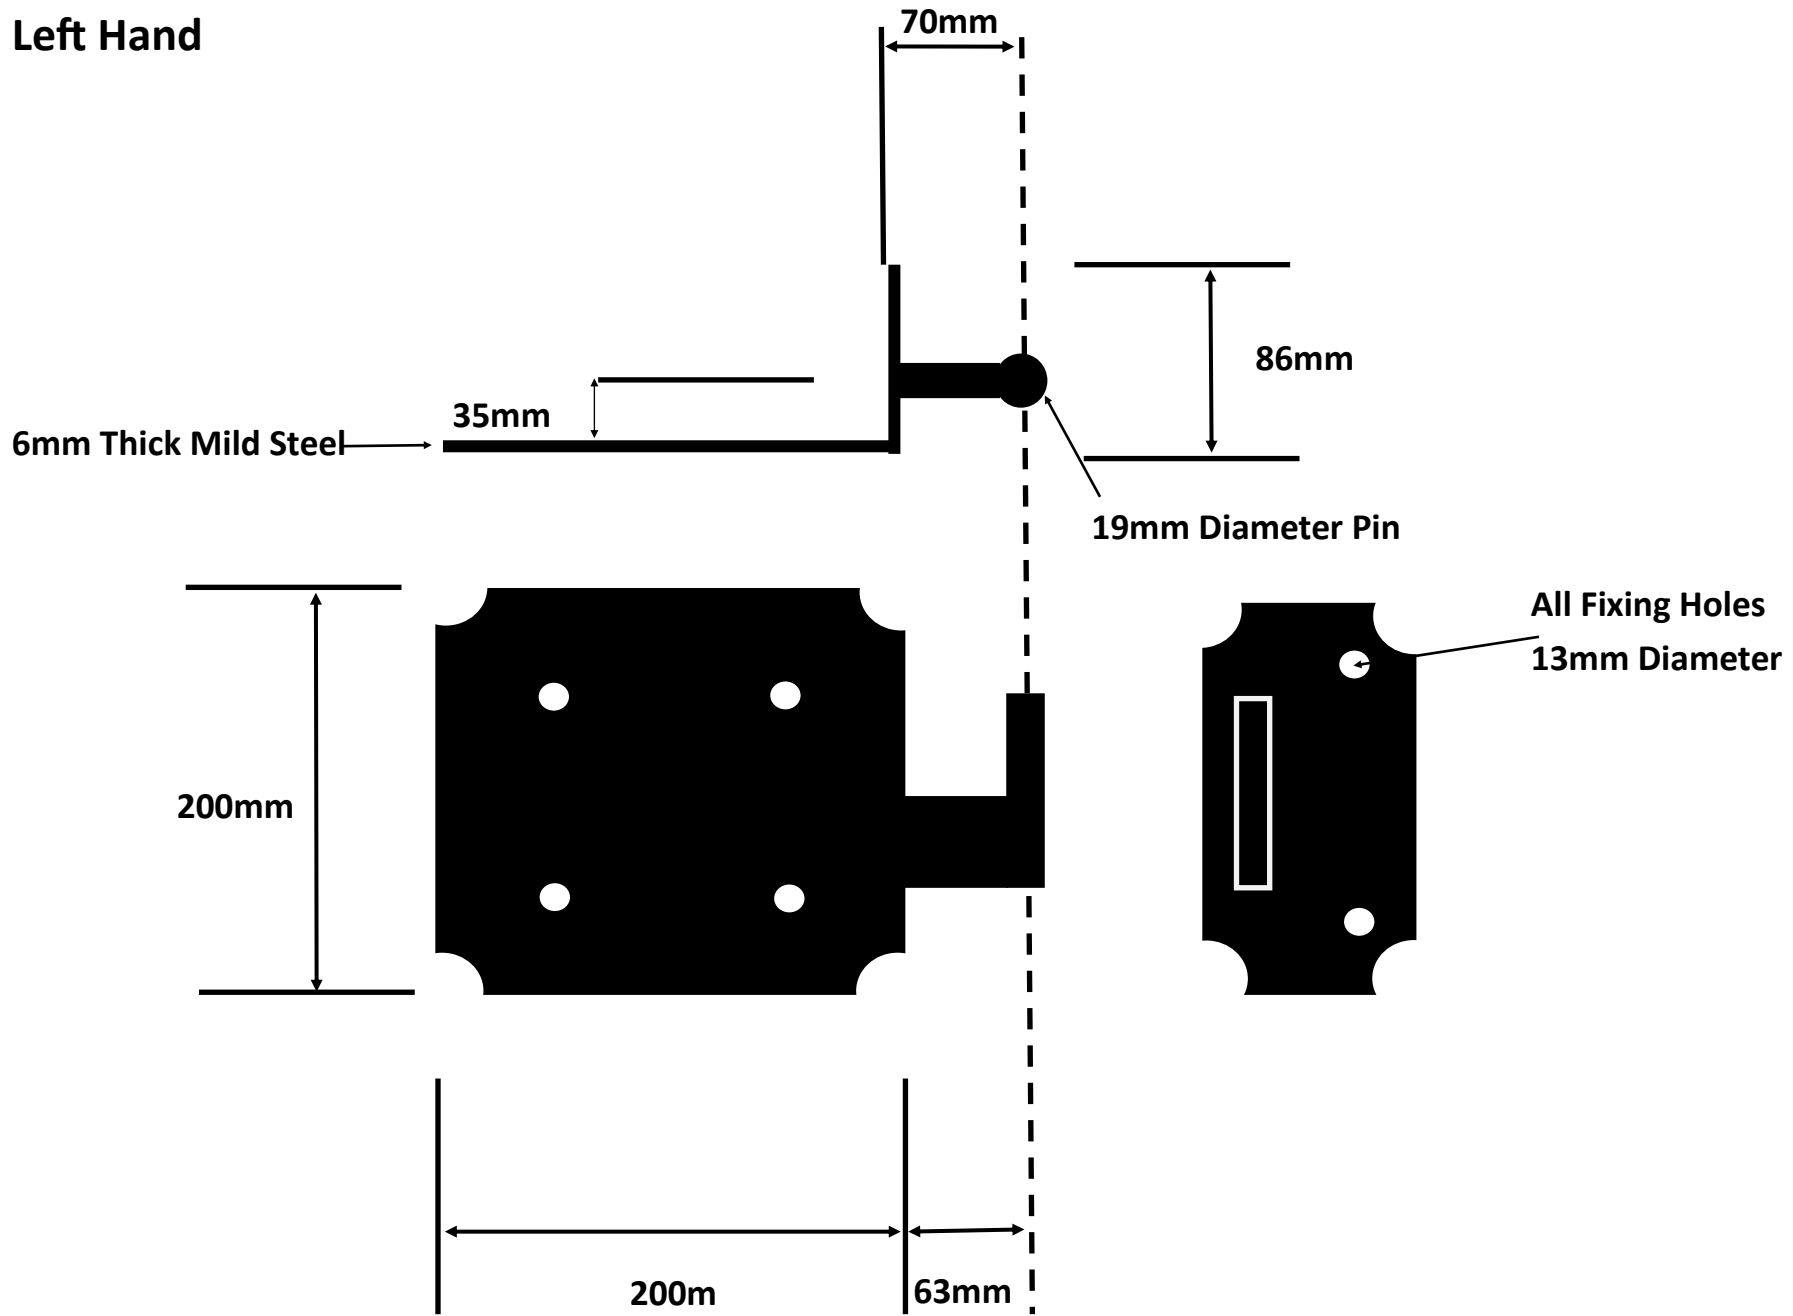 Left Hand
70mm
86mm
35mm
6mm Thick Mild Steel
19mm Diameter Pin
All Fixing Holes
13mm Diameter
200mm
200m
63mm